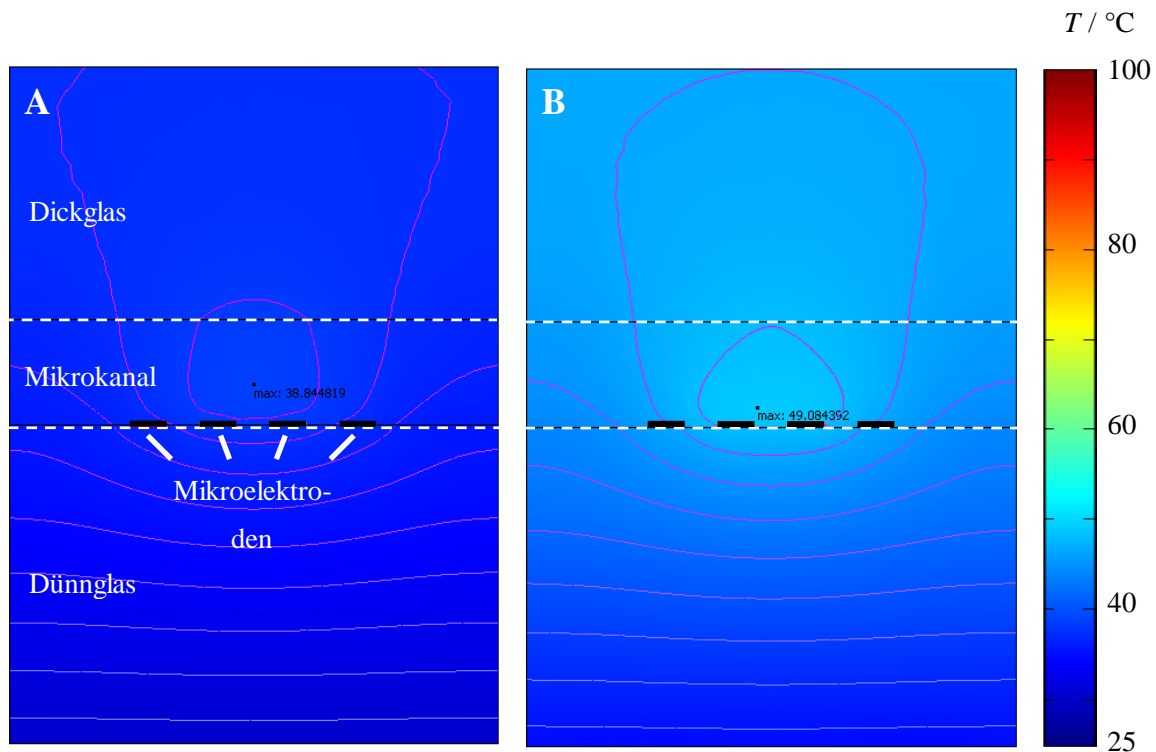 T / °C
A
B
Dickglas
Mikrokanal
max: 38.844819
max: 49.084392
Mikroelektro-
den
Dünnglas
100
80
60
40
25